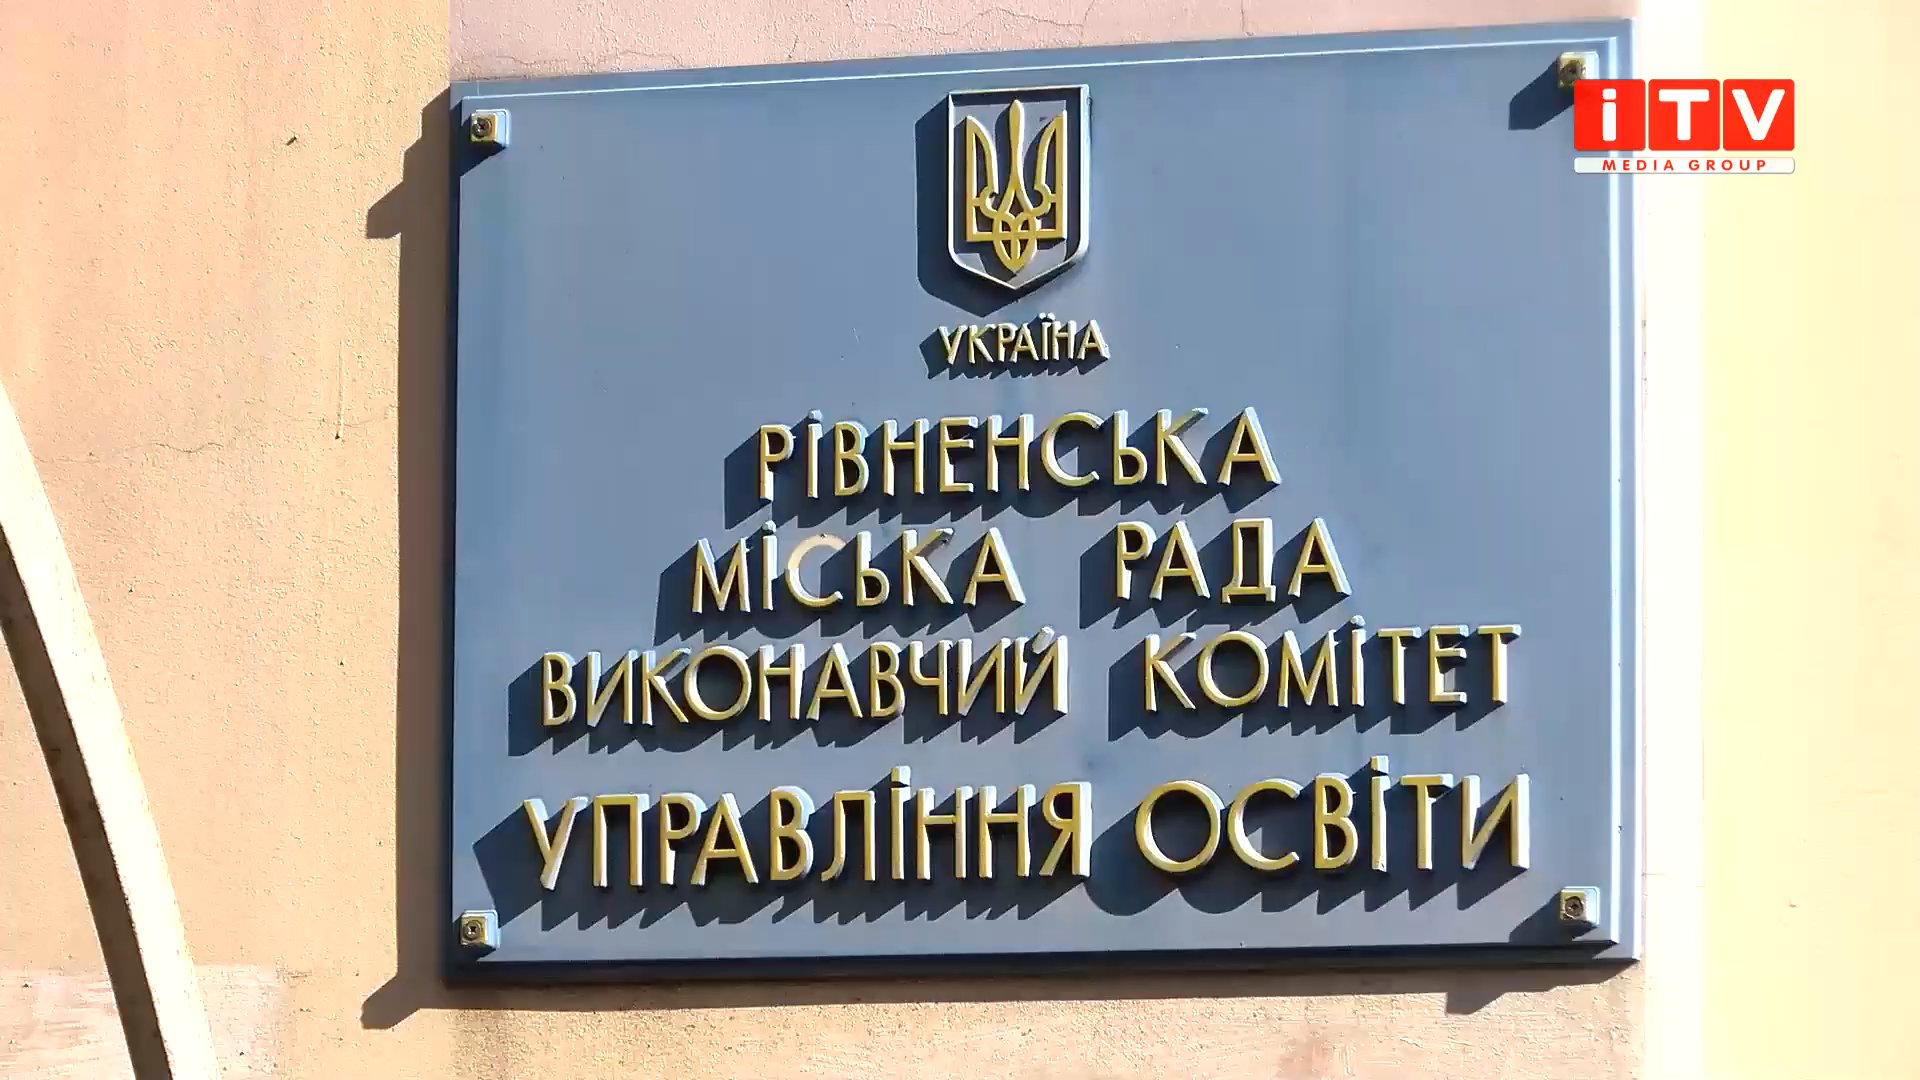 iTV
MEDIA GROUP
УКРАЇНА
РІВНЕНСЬКА
МІСЬКА РАДА
ВИКОНАВЧИЙ КОМІТЕТ
УПРАВЛІННЯ ОСВІТИ